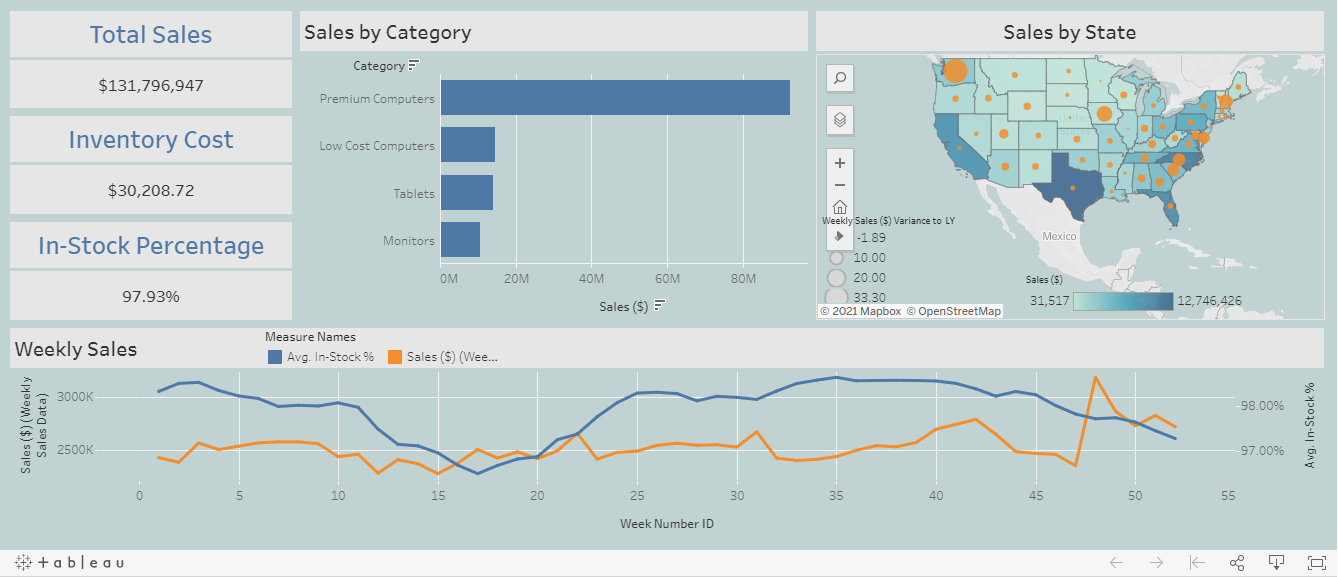 Total Sales
$131,796,947
Inventory Cost
$30,208.72
In-Stock Percentage
97.93%
Sales by Category
Category
Premium Computers
Low Cost Computers
Tablets
Monitors
0M 20M 40M 60M 80M
Sales ($)
Sales by State
Mexico
Weekly Sales ($) Variance to LY
-1.89
10.00
20.00
33.30
Sales ($)
31,517 12,746,426
© 2021 Mapbox © OpenStreetMap
Weekly Sales
Measure Names
Avg. In-Stock % Sales ($) (Wee...
Sales ($) (Weekly
Sales Data)
3000K
2500K
98.00%
97.00%
Avg. In-Stock %
0 5 10 15 20 25 30 35 40 45 50 55
Week Number ID
+ a b l e a u